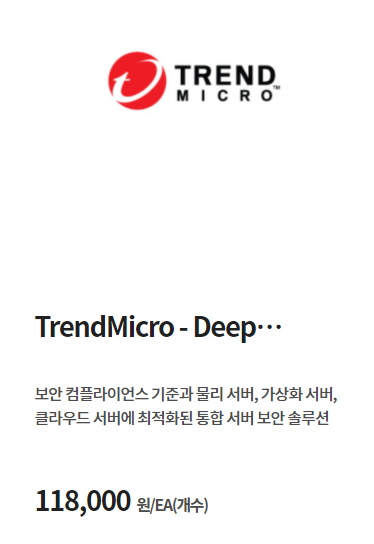 TREND
MICRO™
TrendMicro - Deep…
보안 컴플라이언스 기준과 물리 서버, 가상화 서버,
클라우드 서버에 최적화된 통합 서버 보안 솔루션
118,000 원/EA(개수)